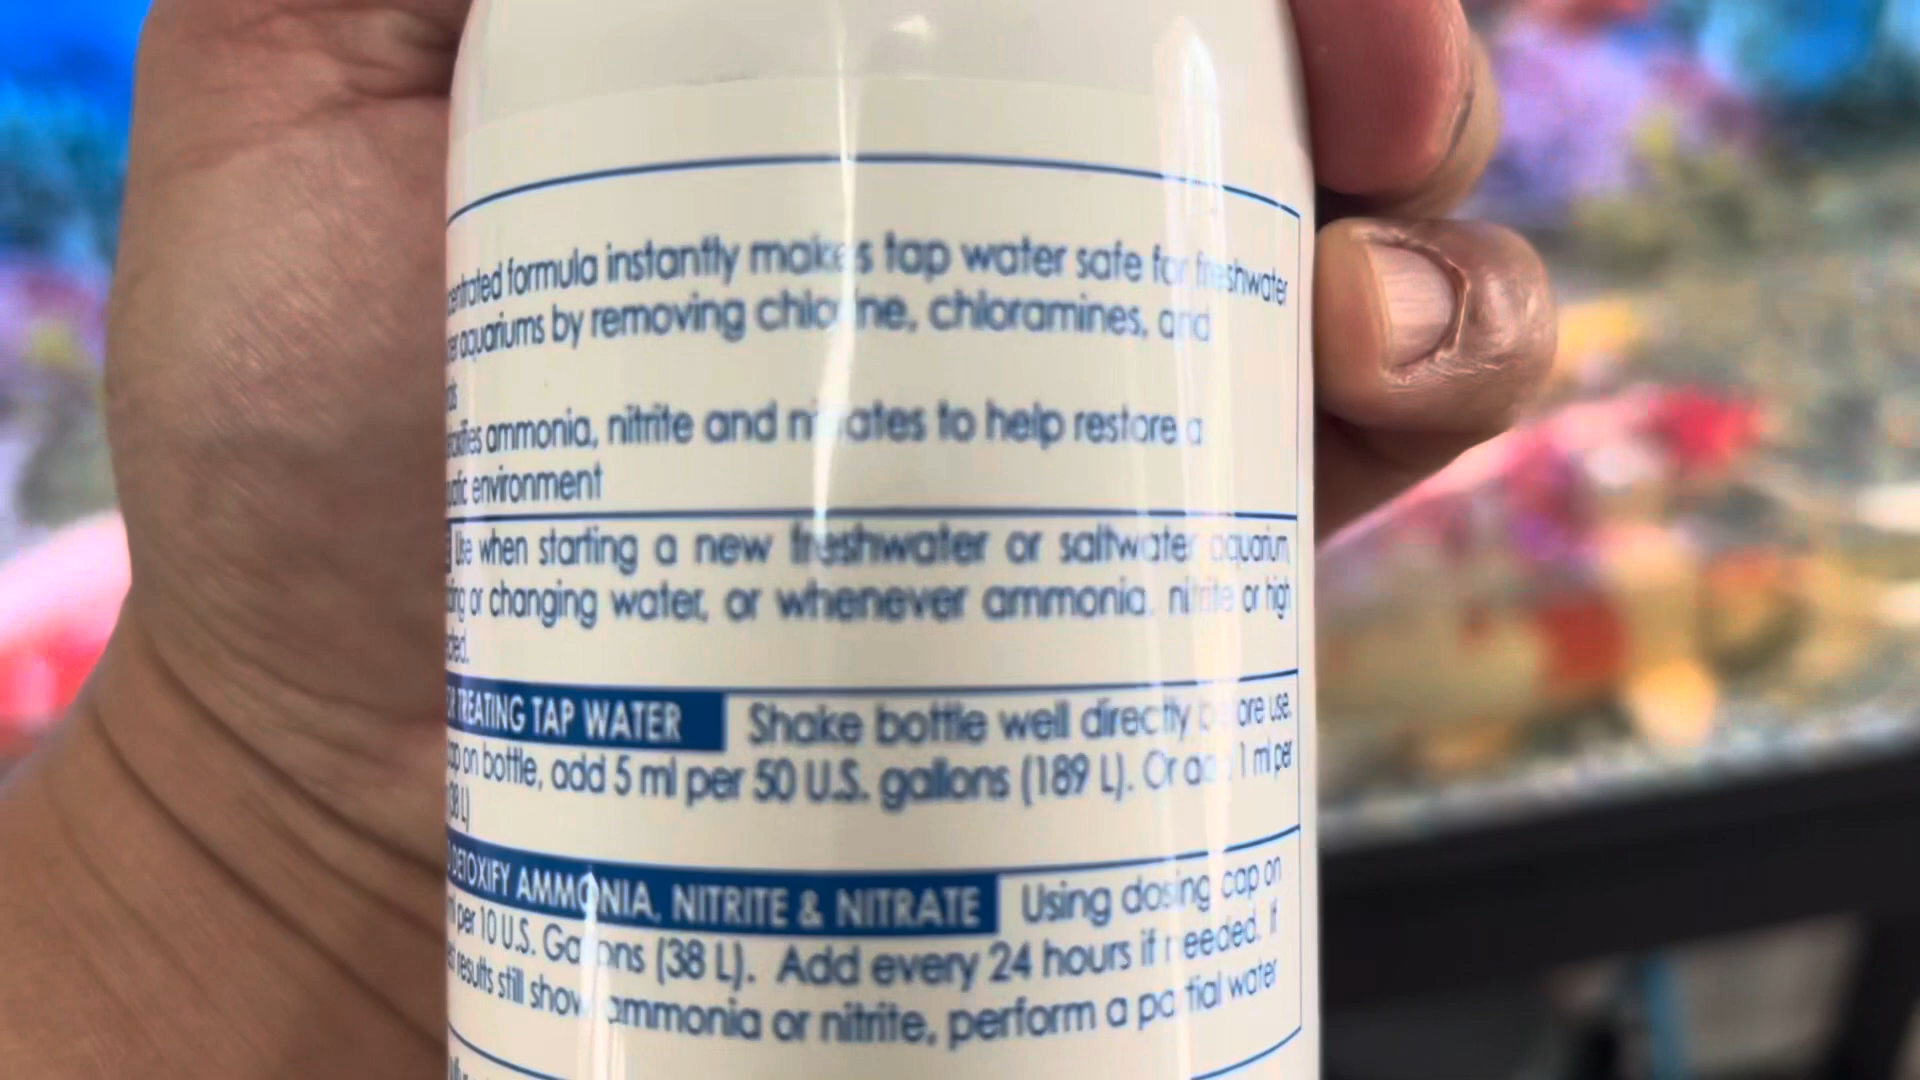 formula instantly makes tap water safe for freshwater
aquariums by removing chlorine, chloramines, and
ammonia, nitrite and nitrates to help restore a
environment
Use when starting a new freshwater or saltwater aquarium,
or changing water, or whenever ammonia, nitrite or high
TREATING TAP WATER Shake bottle well directly before use.
on bottle, add 5 ml per 50 U.S. gallons (189 L). Or add 1 ml per
(38 L)
DETOXIFY AMMONIA, NITRITE & NITRATE Using dosing cap on
per 10 U.S. Gallons (38 L). Add every 24 hours if needed. If
results still show ammonia or nitrite, perform a partial water